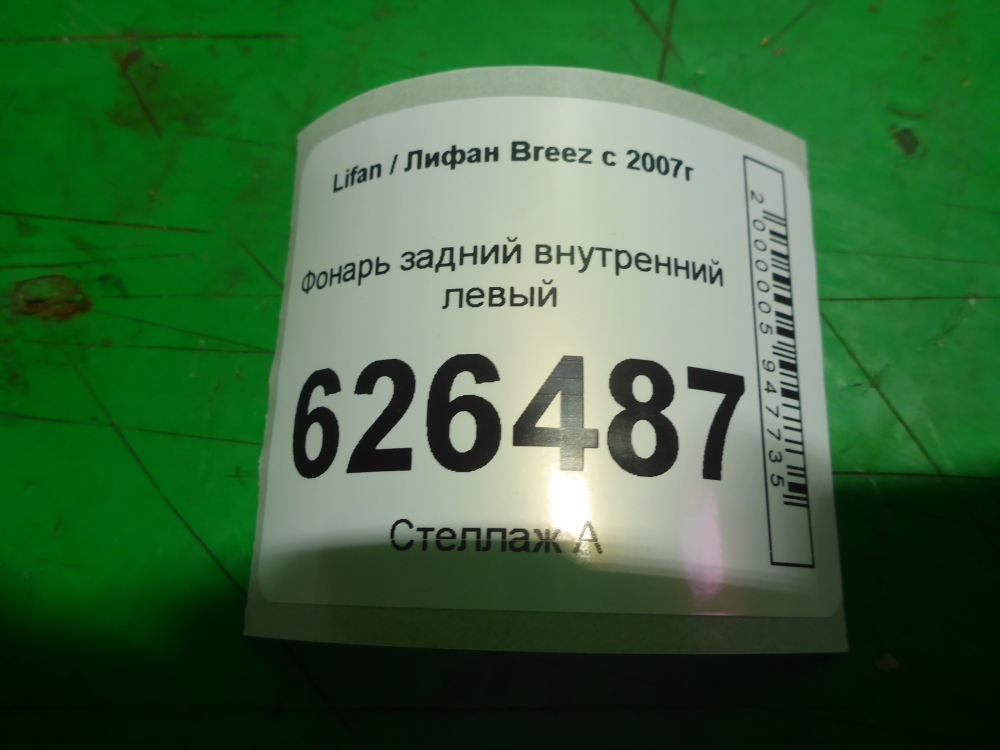 Lifan / Лифан Breez с 2007г
Фонарь задний внутренний
левый
626487
Стеллаж А
2000005947735